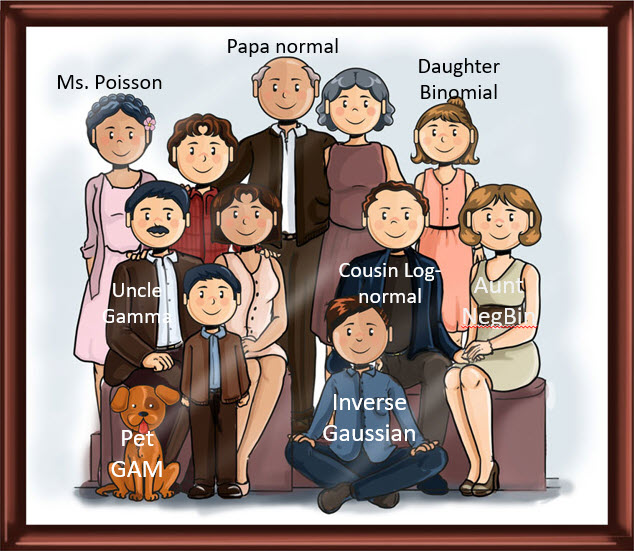 Papa normal
Ms. Poisson
Daughter
Binomial
Uncle
Gamma
Cousin Log-
normal
Aunt
NegBin
Inverse
Gaussian
Pet
GAM